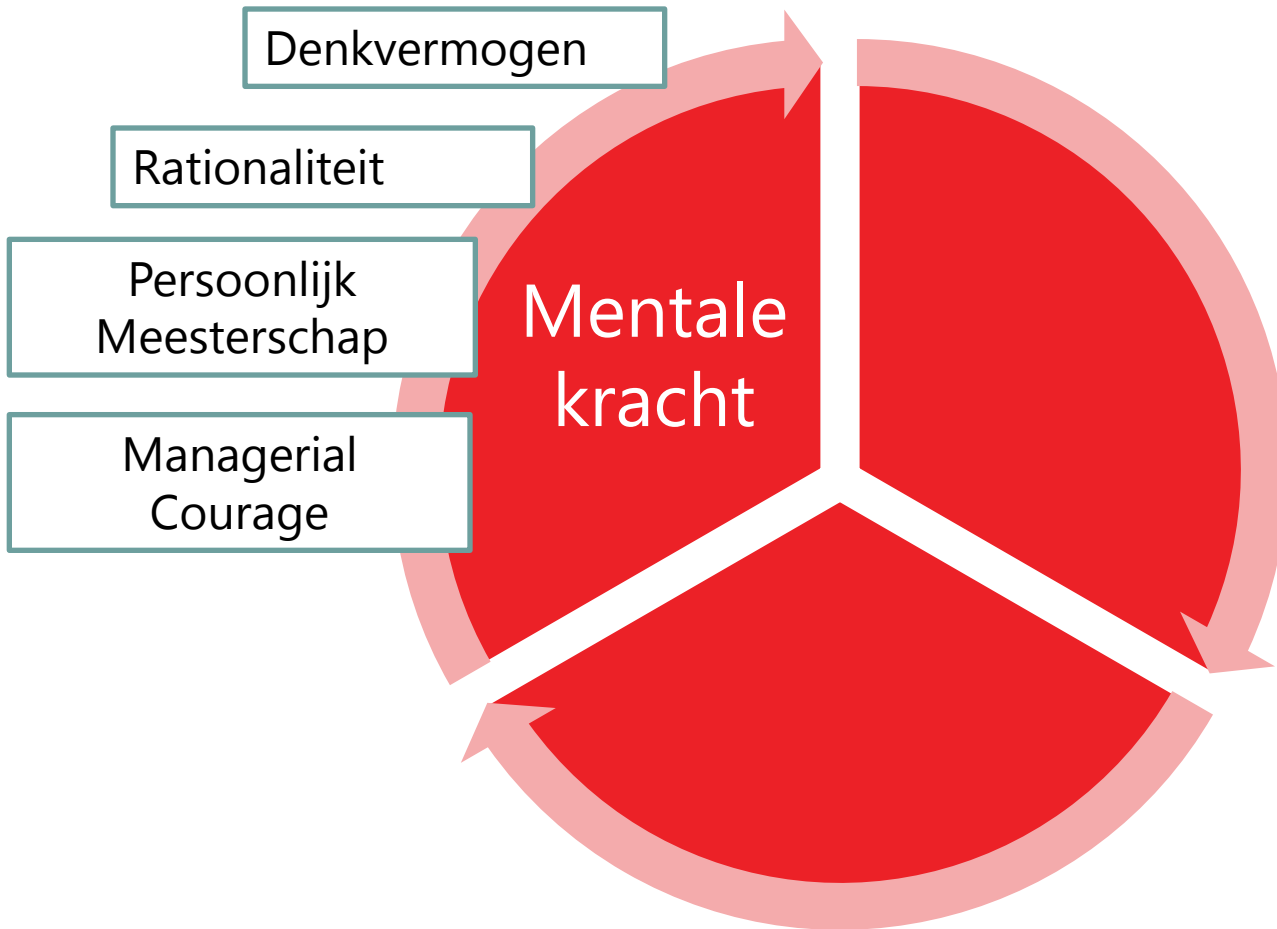 Denkvermogen
Rationaliteit
Persoonlijk
Meesterschap
Managerial
Courage
Mentale
kracht